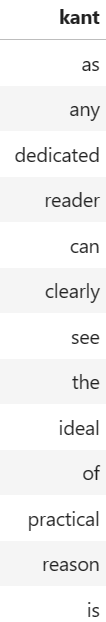 kant
as
any
dedicated
reader
can
clearly
see
the
ideal
of
practical
reason
is